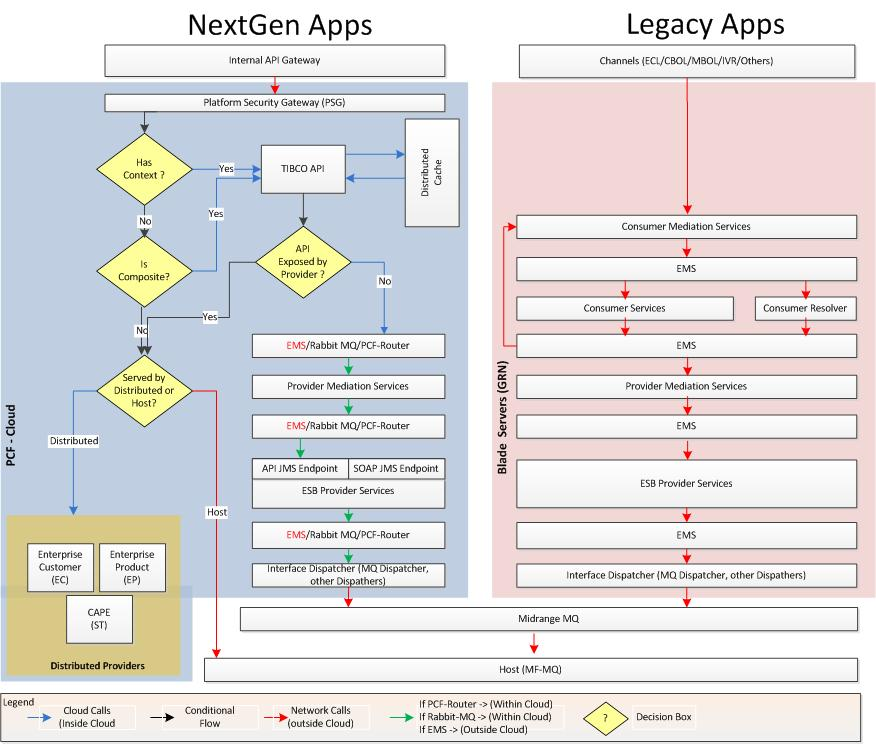 NextGen Apps
Legacy Apps
Internal API Gateway
Channels (ECL/CBOL/MBOL/IVR/Others)
Platform Security Gateway (PSG)
Has
Context ?
Yes
TIBCO API
Distributed
Cache
No
Yes
Is
Composite?
API
Exposed by
Provider ?
No
Yes
No
Served by
Distributed or
Host?
Distributed
Host
PCF - Cloud
EMS/Rabbit MQ/PCF-Router
Provider Mediation Services
EMS/Rabbit MQ/PCF-Router
API JMS Endpoint
SOAP JMS Endpoint
ESB Provider Services
EMS/Rabbit MQ/PCF-Router
Interface Dispatcher (MQ Dispatcher,
other Dispathers)
Enterprise
Customer
(EC)
Enterprise
Product
(EP)
CAPE
(ST)
Distributed Providers
Consumer Mediation Services
EMS
Consumer Services
Consumer Resolver
EMS
Provider Mediation Services
EMS
ESB Provider Services
EMS
Interface Dispatcher (MQ Dispatcher, other Dispathers)
Blade Servers (GRN)
Midrange MQ
Host (MF-MQ)
Legend
Cloud Calls
(Inside Cloud
Conditional
Flow
Network Calls
(outside Cloud)
If PCF-Router -> (Within Cloud)
If Rabbit-MQ -> (Within Cloud)
If EMS -> (Outside Cloud)
?
Decision Box